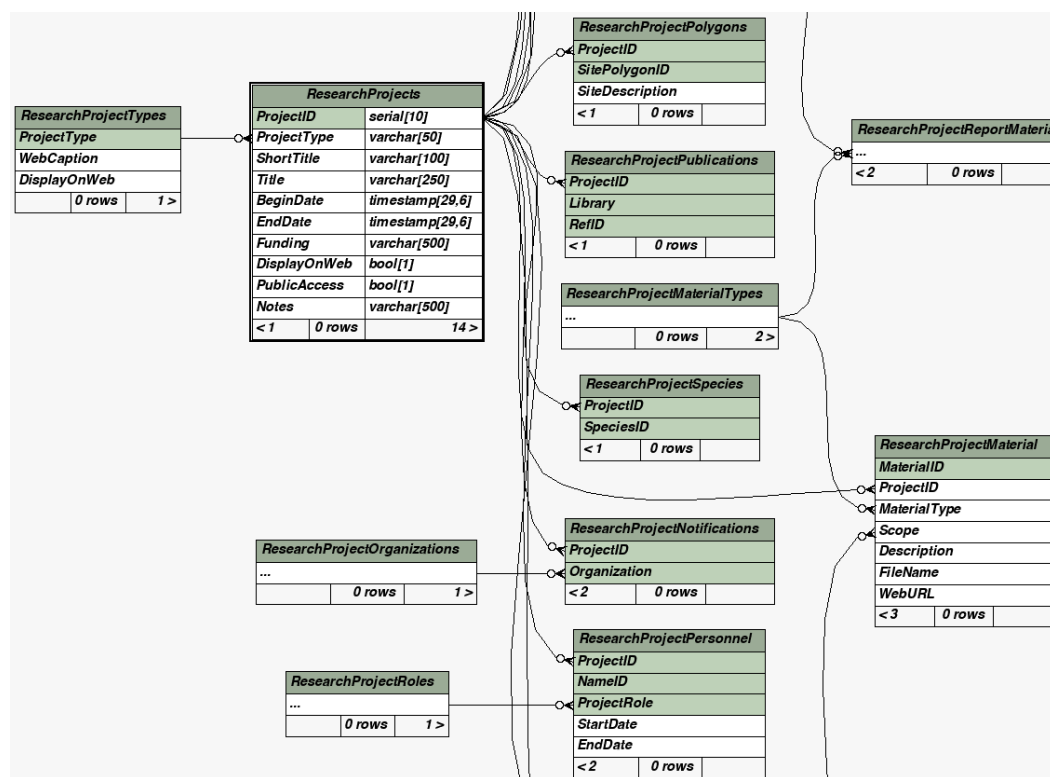 ResearchProjectTypes
ProjectType
WebCaption
DisplayOnWeb
0 rows 1 >
ResearchProjects
ProjectID serial[10]
ProjectType varchar[50]
ShortTitle varchar[100]
Title varchar[250]
BeginDate timestamp[29,6]
EndDate timestamp[29,6]
Funding varchar[500]
DisplayOnWeb bool[1]
PublicAccess bool[1]
Notes varchar[500]
< 1 0 rows 14 >
ResearchProjectPolygons
ProjectID
SitePolygonID
SiteDescription
< 1 0 rows
ResearchProjectPublications
ProjectID
Library
RefID
< 1 0 rows
ResearchProjectMaterialTypes
...
0 rows 2 >
ResearchProjectSpecies
ProjectID
SpeciesID
< 1 0 rows
ResearchProjectOrganizations
...
0 rows 1 >
ResearchProjectNotifications
ProjectID
Organization
< 2 0 rows
ResearchProjectRoles
...
0 rows 1 >
ResearchProjectPersonnel
ProjectID
NameID
ProjectRole
StartDate
EndDate
< 2 0 rows
ResearchProjectReportMateria
...
< 2 0 rows
ResearchProjectMaterial
MaterialID
ProjectID
MaterialType
Scope
Description
FileName
WebURL
< 3 0 rows